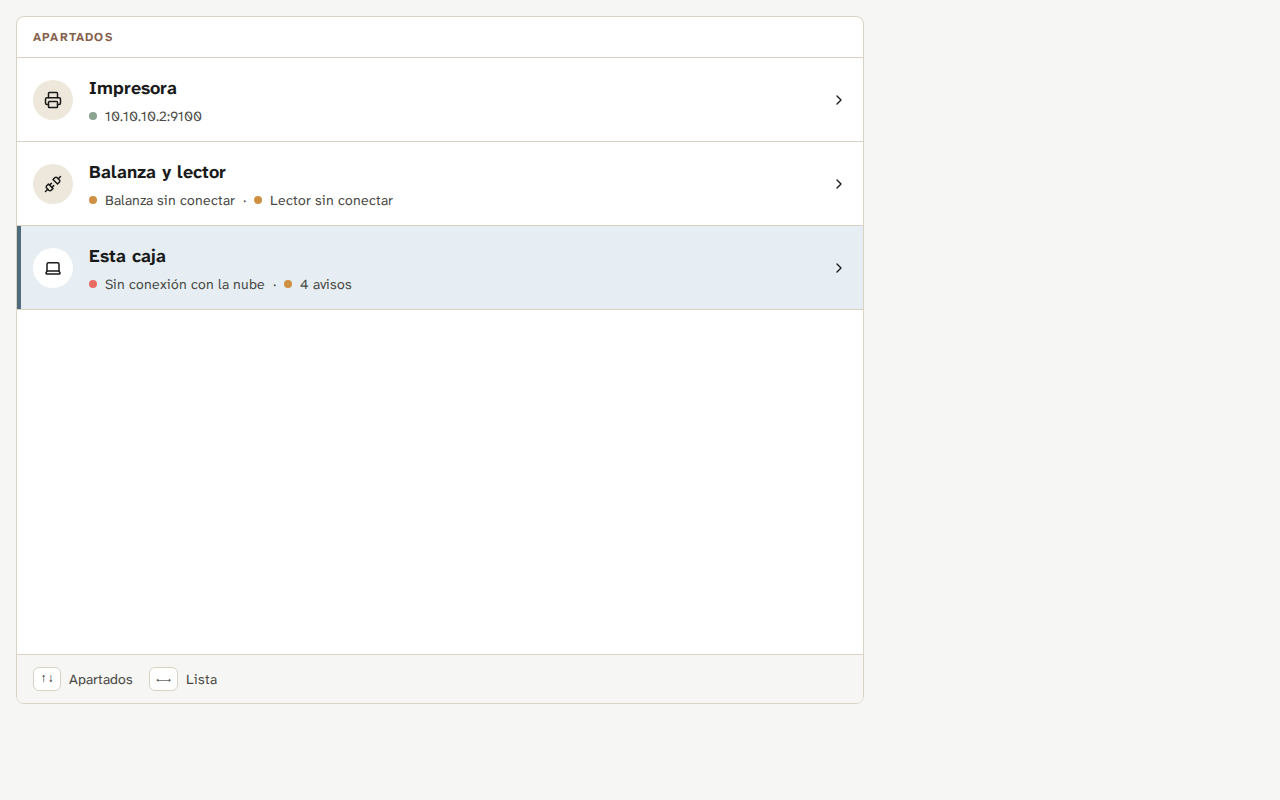 APARTADOS
Impresora
10.10.10.2:9100
Balanza y lector
Balanza sin conectar · Lector sin conectar
Esta caja
Sin conexión con la nube · 4 avisos
↑↓ Apartados ←→ Lista